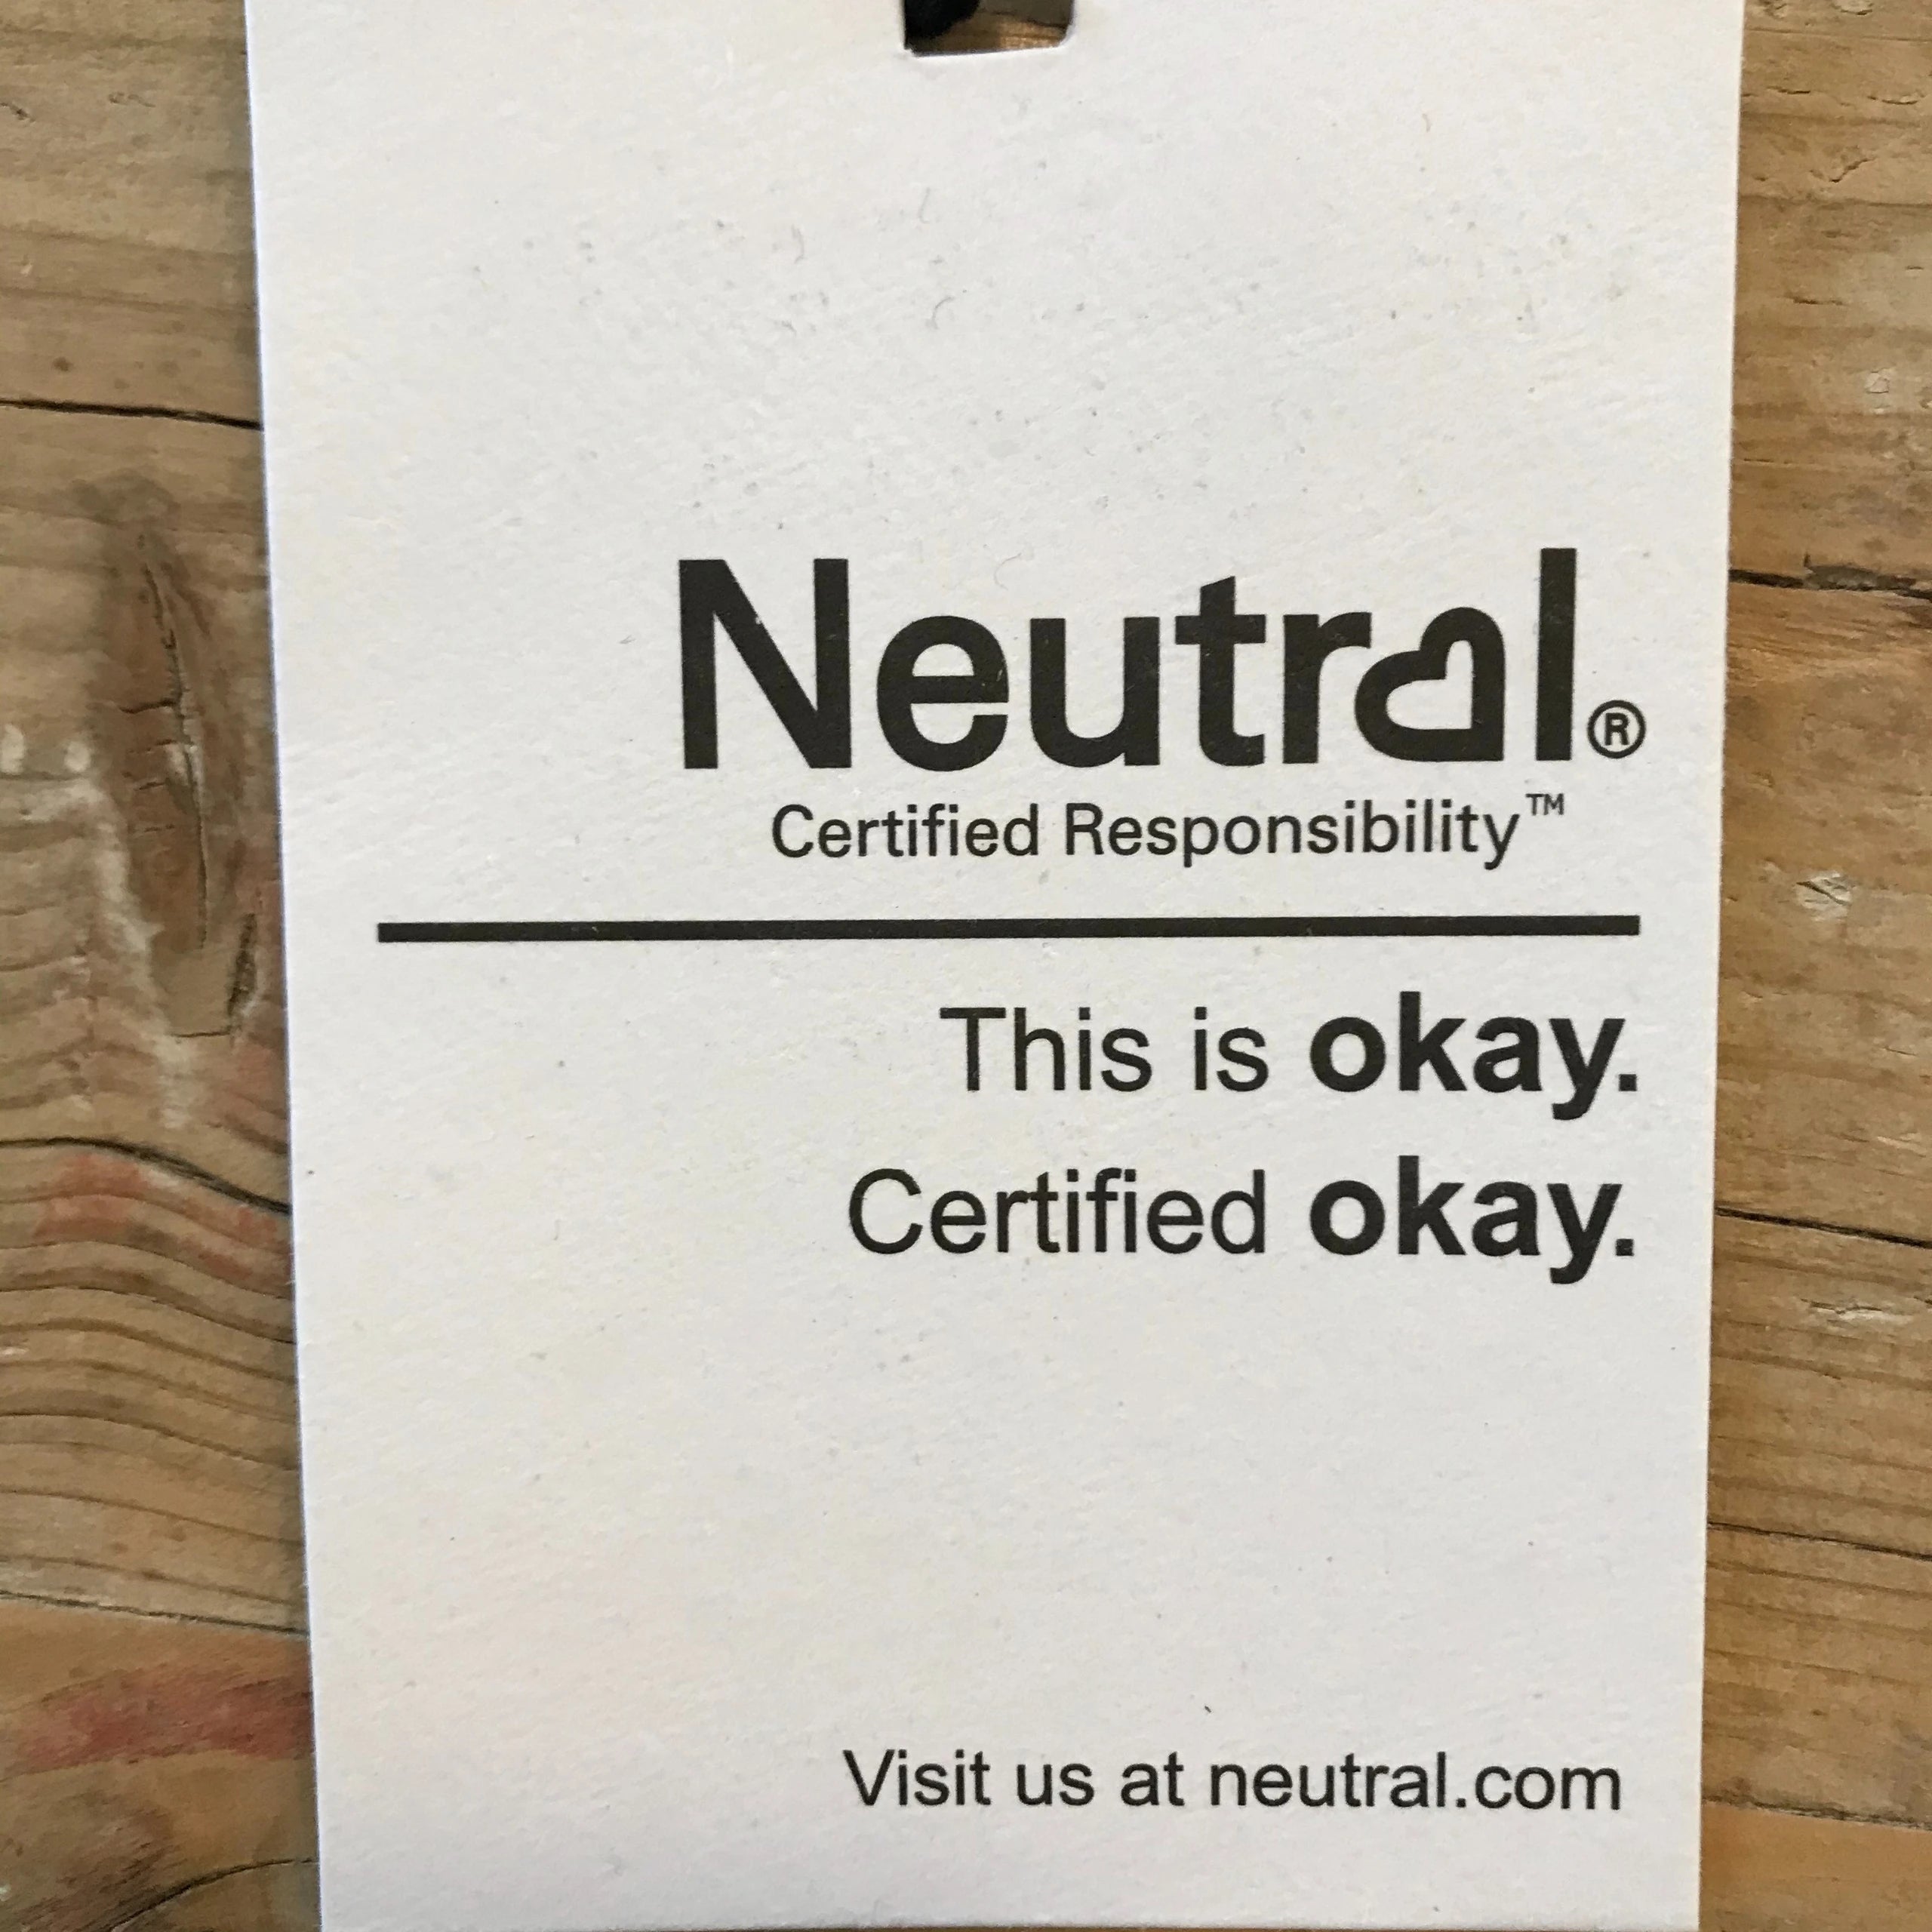 Neutral®
Certified Responsibility™
This is okay.
Certified okay.
Visit us at neutral.com